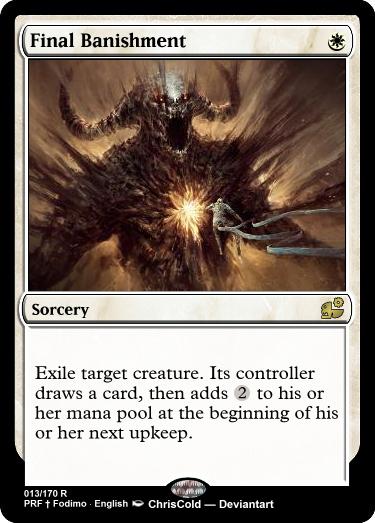 Final Banishment
Sorcery
Exile target creature. Its controller
draws a card, then adds 2 to his or
her mana pool at the beginning of his
or her next upkeep.
013/170 R
PRF † Fodimo · English ChrisCold — Deviantart